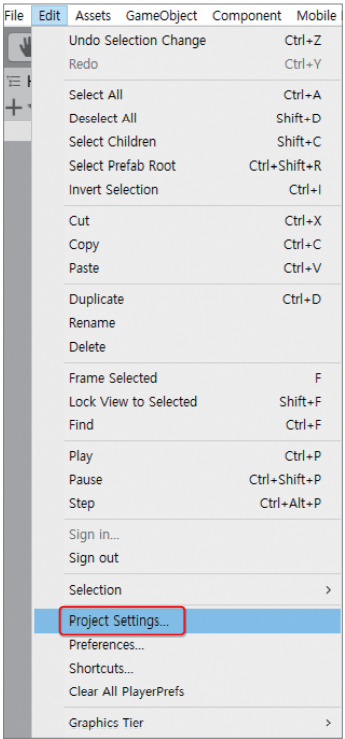 File Edit Assets GameObject Component Mobile
Undo Selection Change Ctrl+Z
Redo Ctrl+Y
Select All Ctrl+A
Deselect All Shift+D
Select Children Shift+C
Select Prefab Root Ctrl+Shift+R
Invert Selection Ctrl+I
Cut Ctrl+X
Copy Ctrl+C
Paste Ctrl+V
Duplicate Ctrl+D
Rename
Delete
Frame Selected F
Lock View to Selected Shift+F
Find Ctrl+F
Play Ctrl+P
Pause Ctrl+Shift+P
Step Ctrl+Alt+P
Sign in...
Sign out
Selection >
Project Settings...
Preferences...
Shortcuts...
Clear All PlayerPrefs
Graphics Tier >